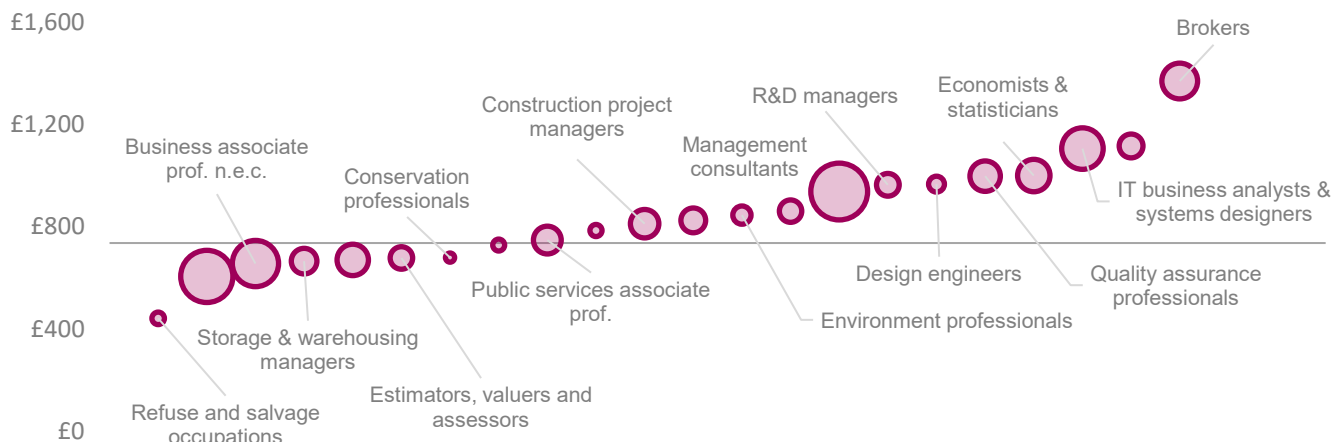 £1,600
Brokers
Economists &
statisticians
R&D managers
Construction project
managers
£1,200
Management
consultants
Business associate
prof. n.e.c.
Conservation
professionals
IT business analysts &
systems designers
£800
Design engineers
Quality assurance
professionals
Public services associate
prof.
Environment professionals
£400
Storage & warehousing
managers
Estimators, valuers and
assessors
Refuse and salvage
occupations
£0